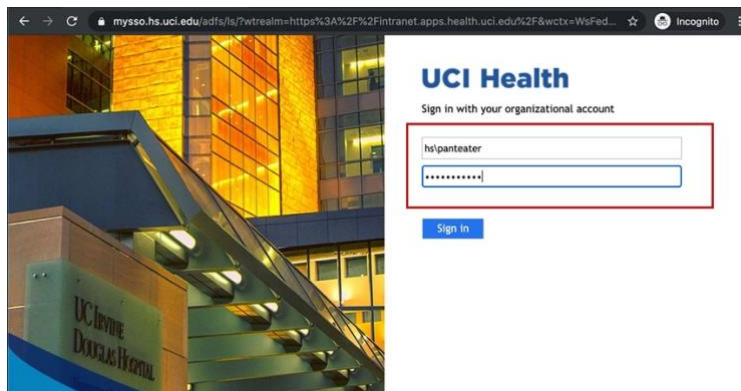 mysso.hs.uci.edu/adfs/ls/?wtrealm=https%3A%2F%2Fintranet.apps.health.uci.edu%2F&wctx=WsFed...
Incognito
UCI Health
Sign in with your organizational account
hs\panteater
•••••••••••
Sign in
UC IRVINE
DOUGLAS HOSPITAL